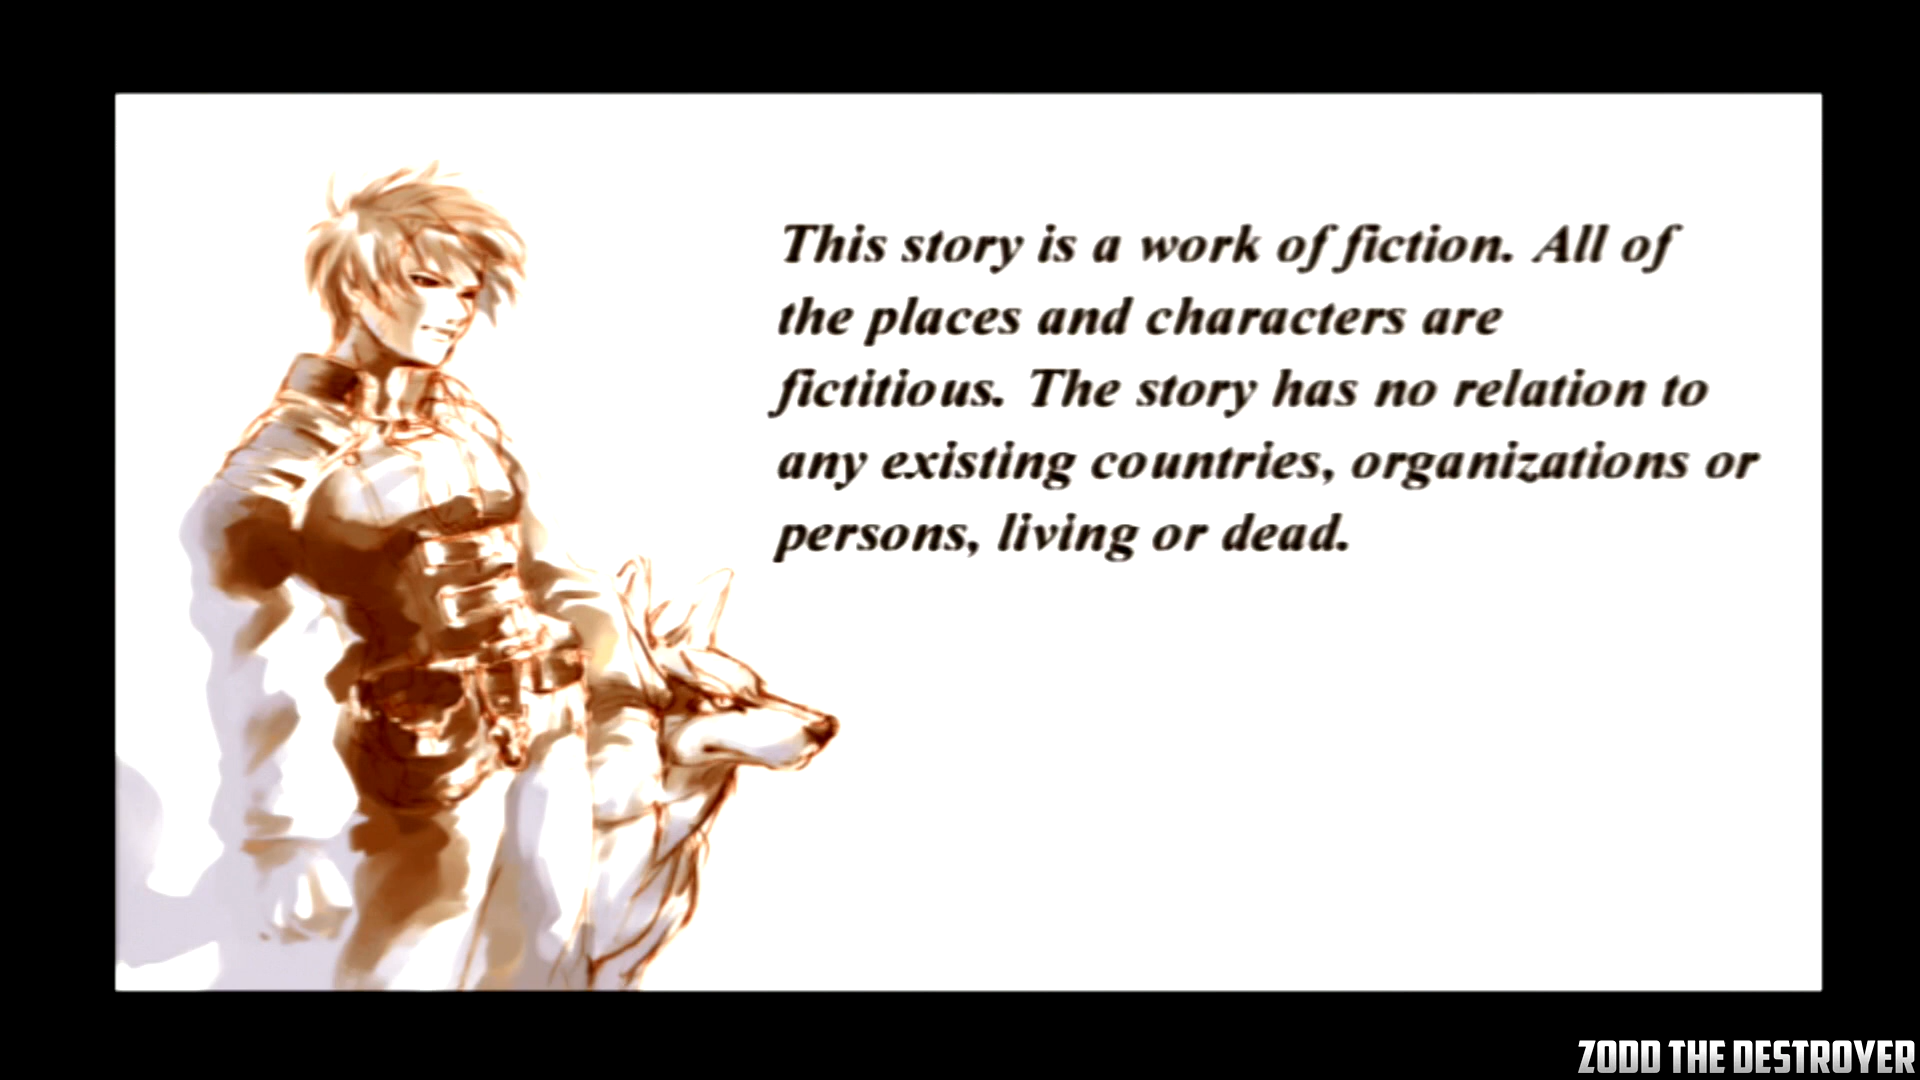 This story is a work of fiction. All of
the places and characters are
fictitious. The story has no relation to
any existing countries, organizations or
persons, living or dead.
ZODD THE DESTROYER